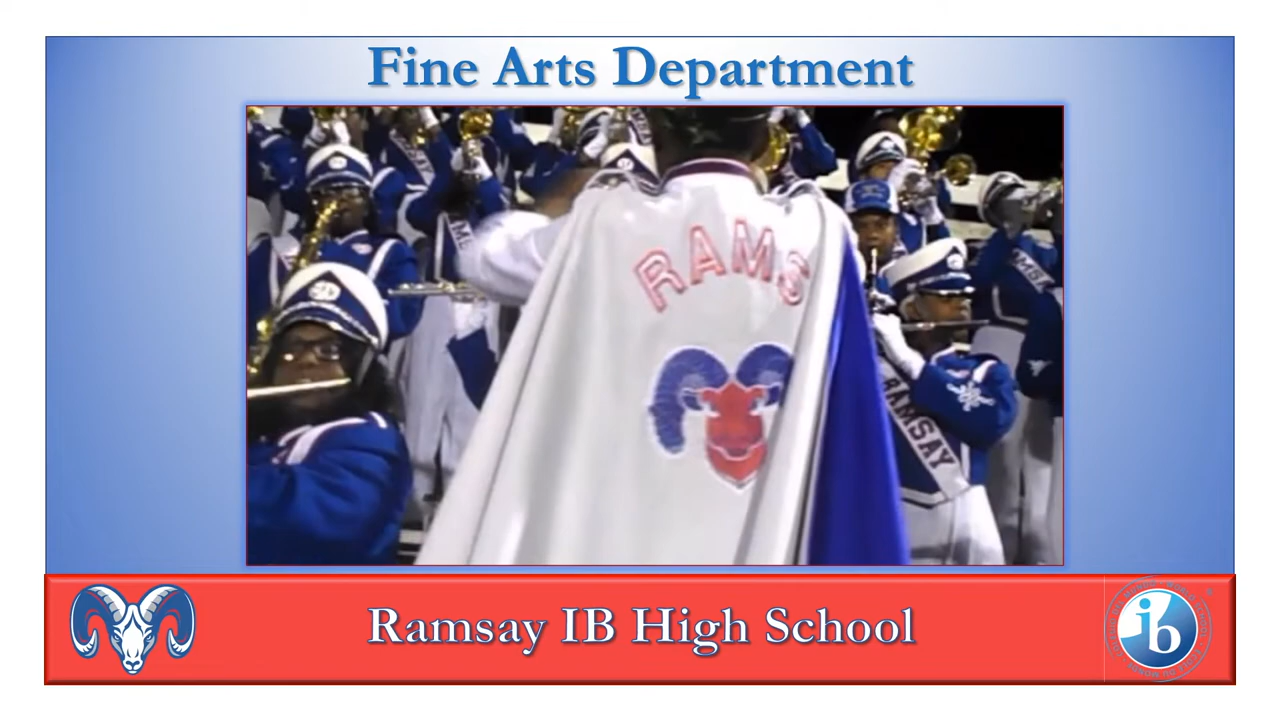 Fine Arts Department
RAMS
RAMSAY
Ramsay IB High School
ib